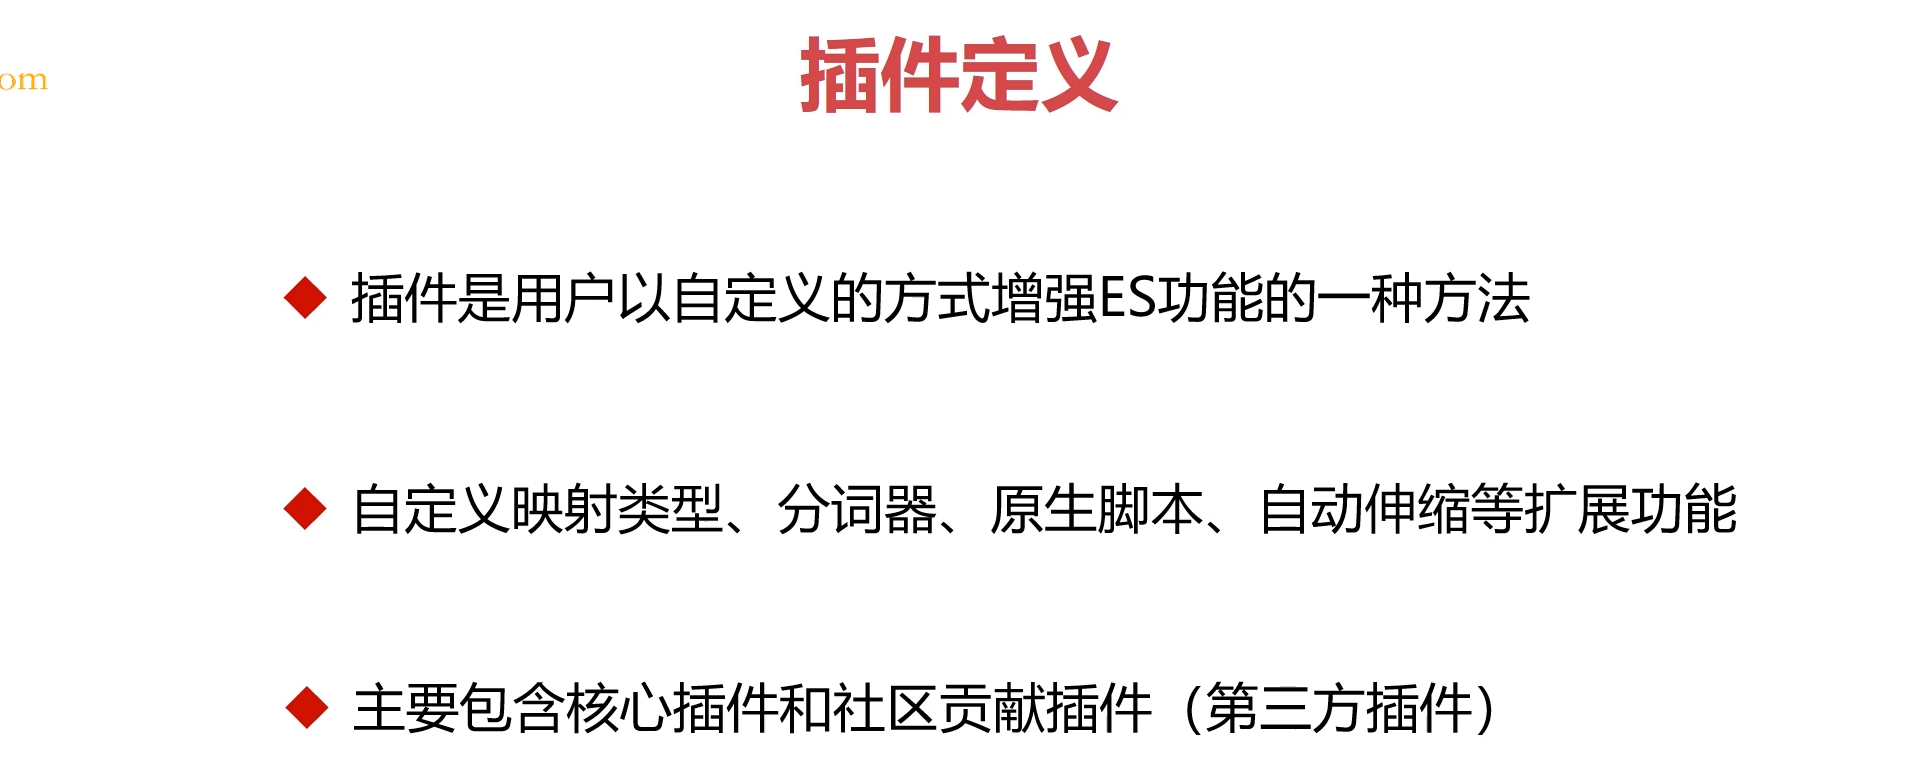 插件定义
om
插件是用户以自定义的方式增强ES功能的一种方法
自定义映射类型、分词器、原生脚本、自动伸缩等扩展功能
主要包含核心插件和社区贡献插件（第三方插件）